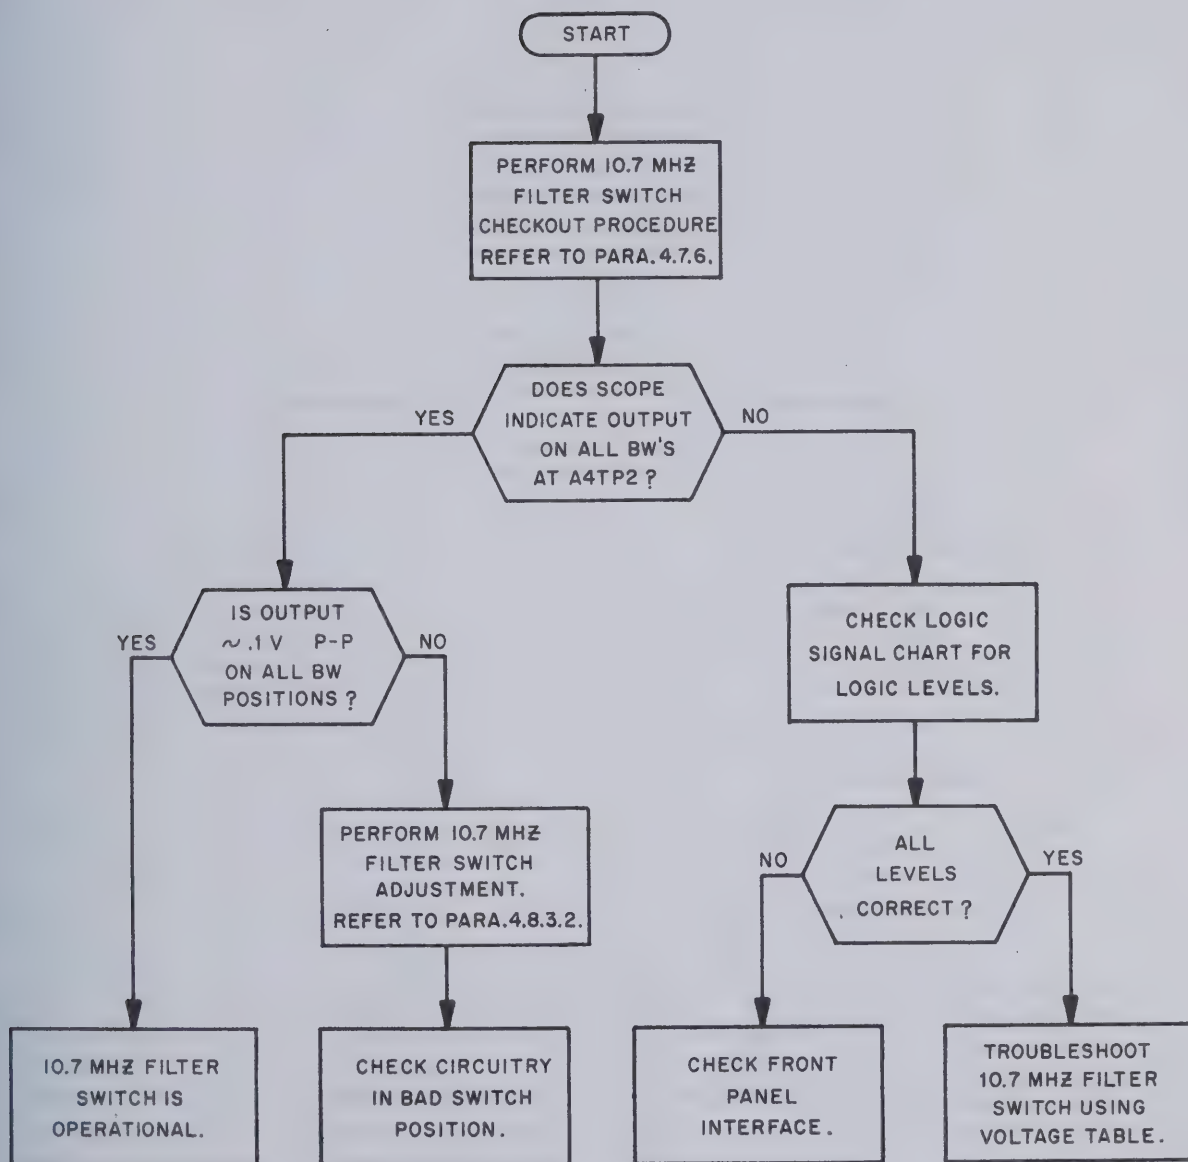 START
PERFORM 10.7 MHZ
FILTER SWITCH
CHECKOUT PROCEDURE
REFER TO PARA. 4.7.6.
DOES SCOPE
INDICATE OUTPUT
ON ALL BW'S
AT A4TP2 ?
YES
NO
IS OUTPUT
~ .1 V P-P
ON ALL BW
POSITIONS ?
YES
NO
CHECK LOGIC
SIGNAL CHART FOR
LOGIC LEVELS.
PERFORM 10.7 MHZ
FILTER SWITCH
ADJUSTMENT.
REFER TO PARA. 4.8.3.2.
ALL
LEVELS
CORRECT ?
NO
YES
10.7 MHZ FILTER
SWITCH IS
OPERATIONAL.
CHECK CIRCUITRY
IN BAD SWITCH
POSITION.
CHECK FRONT
PANEL
INTERFACE.
TROUBLESHOOT
10.7 MHZ FILTER
SWITCH USING
VOLTAGE TABLE.